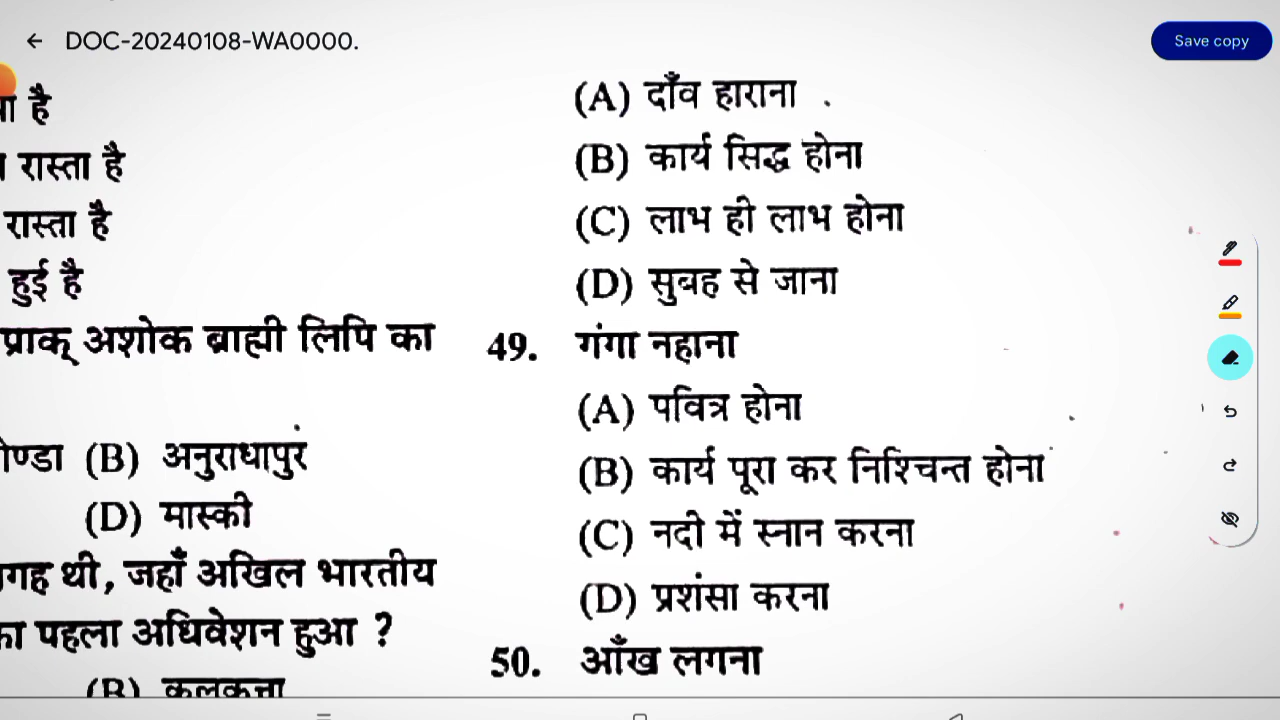 DOC-20240108-WA0000.
Save copy
है
रास्ता है
रास्ता है
हुई है
प्राक् अशोक ब्राह्मी लिपि का
(B) अनुराधापुर
(D) मास्की
थी, जहाँ अखिल भारतीय
पहला अधिवेशन हुआ ?
(B) कलकत्ता
(A) दाँव हाराना
(B) कार्य सिद्ध होना
(C) लाभ ही लाभ होना
(D) सुबह से जाना
49. गंगा नहाना
(A) पवित्र होना
(B) कार्य पूरा कर निश्चिन्त होना
(C) नदी में स्नान करना
(D) प्रशंसा करना
50. आँख लगना